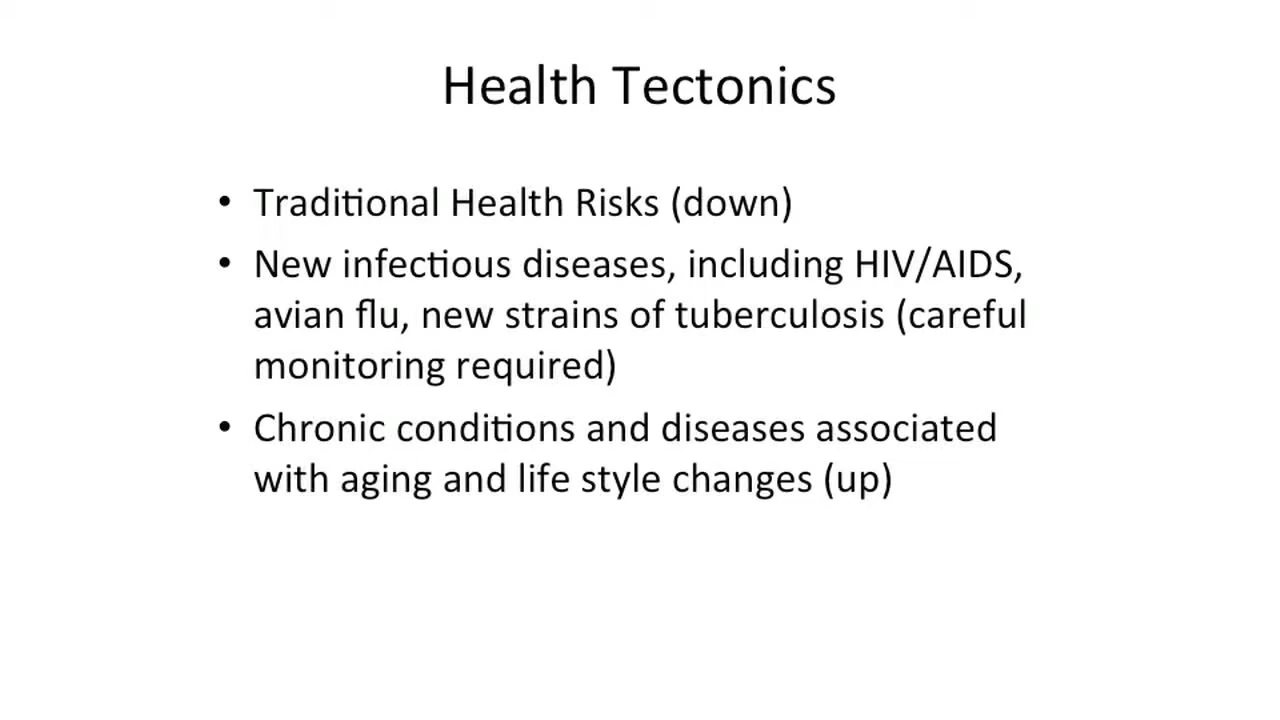 Health Tectonics
• Traditional Health Risks (down)
• New infectious diseases, including HIV/AIDS,
avian flu, new strains of tuberculosis (careful
monitoring required)
• Chronic conditions and diseases associated
with aging and life style changes (up)